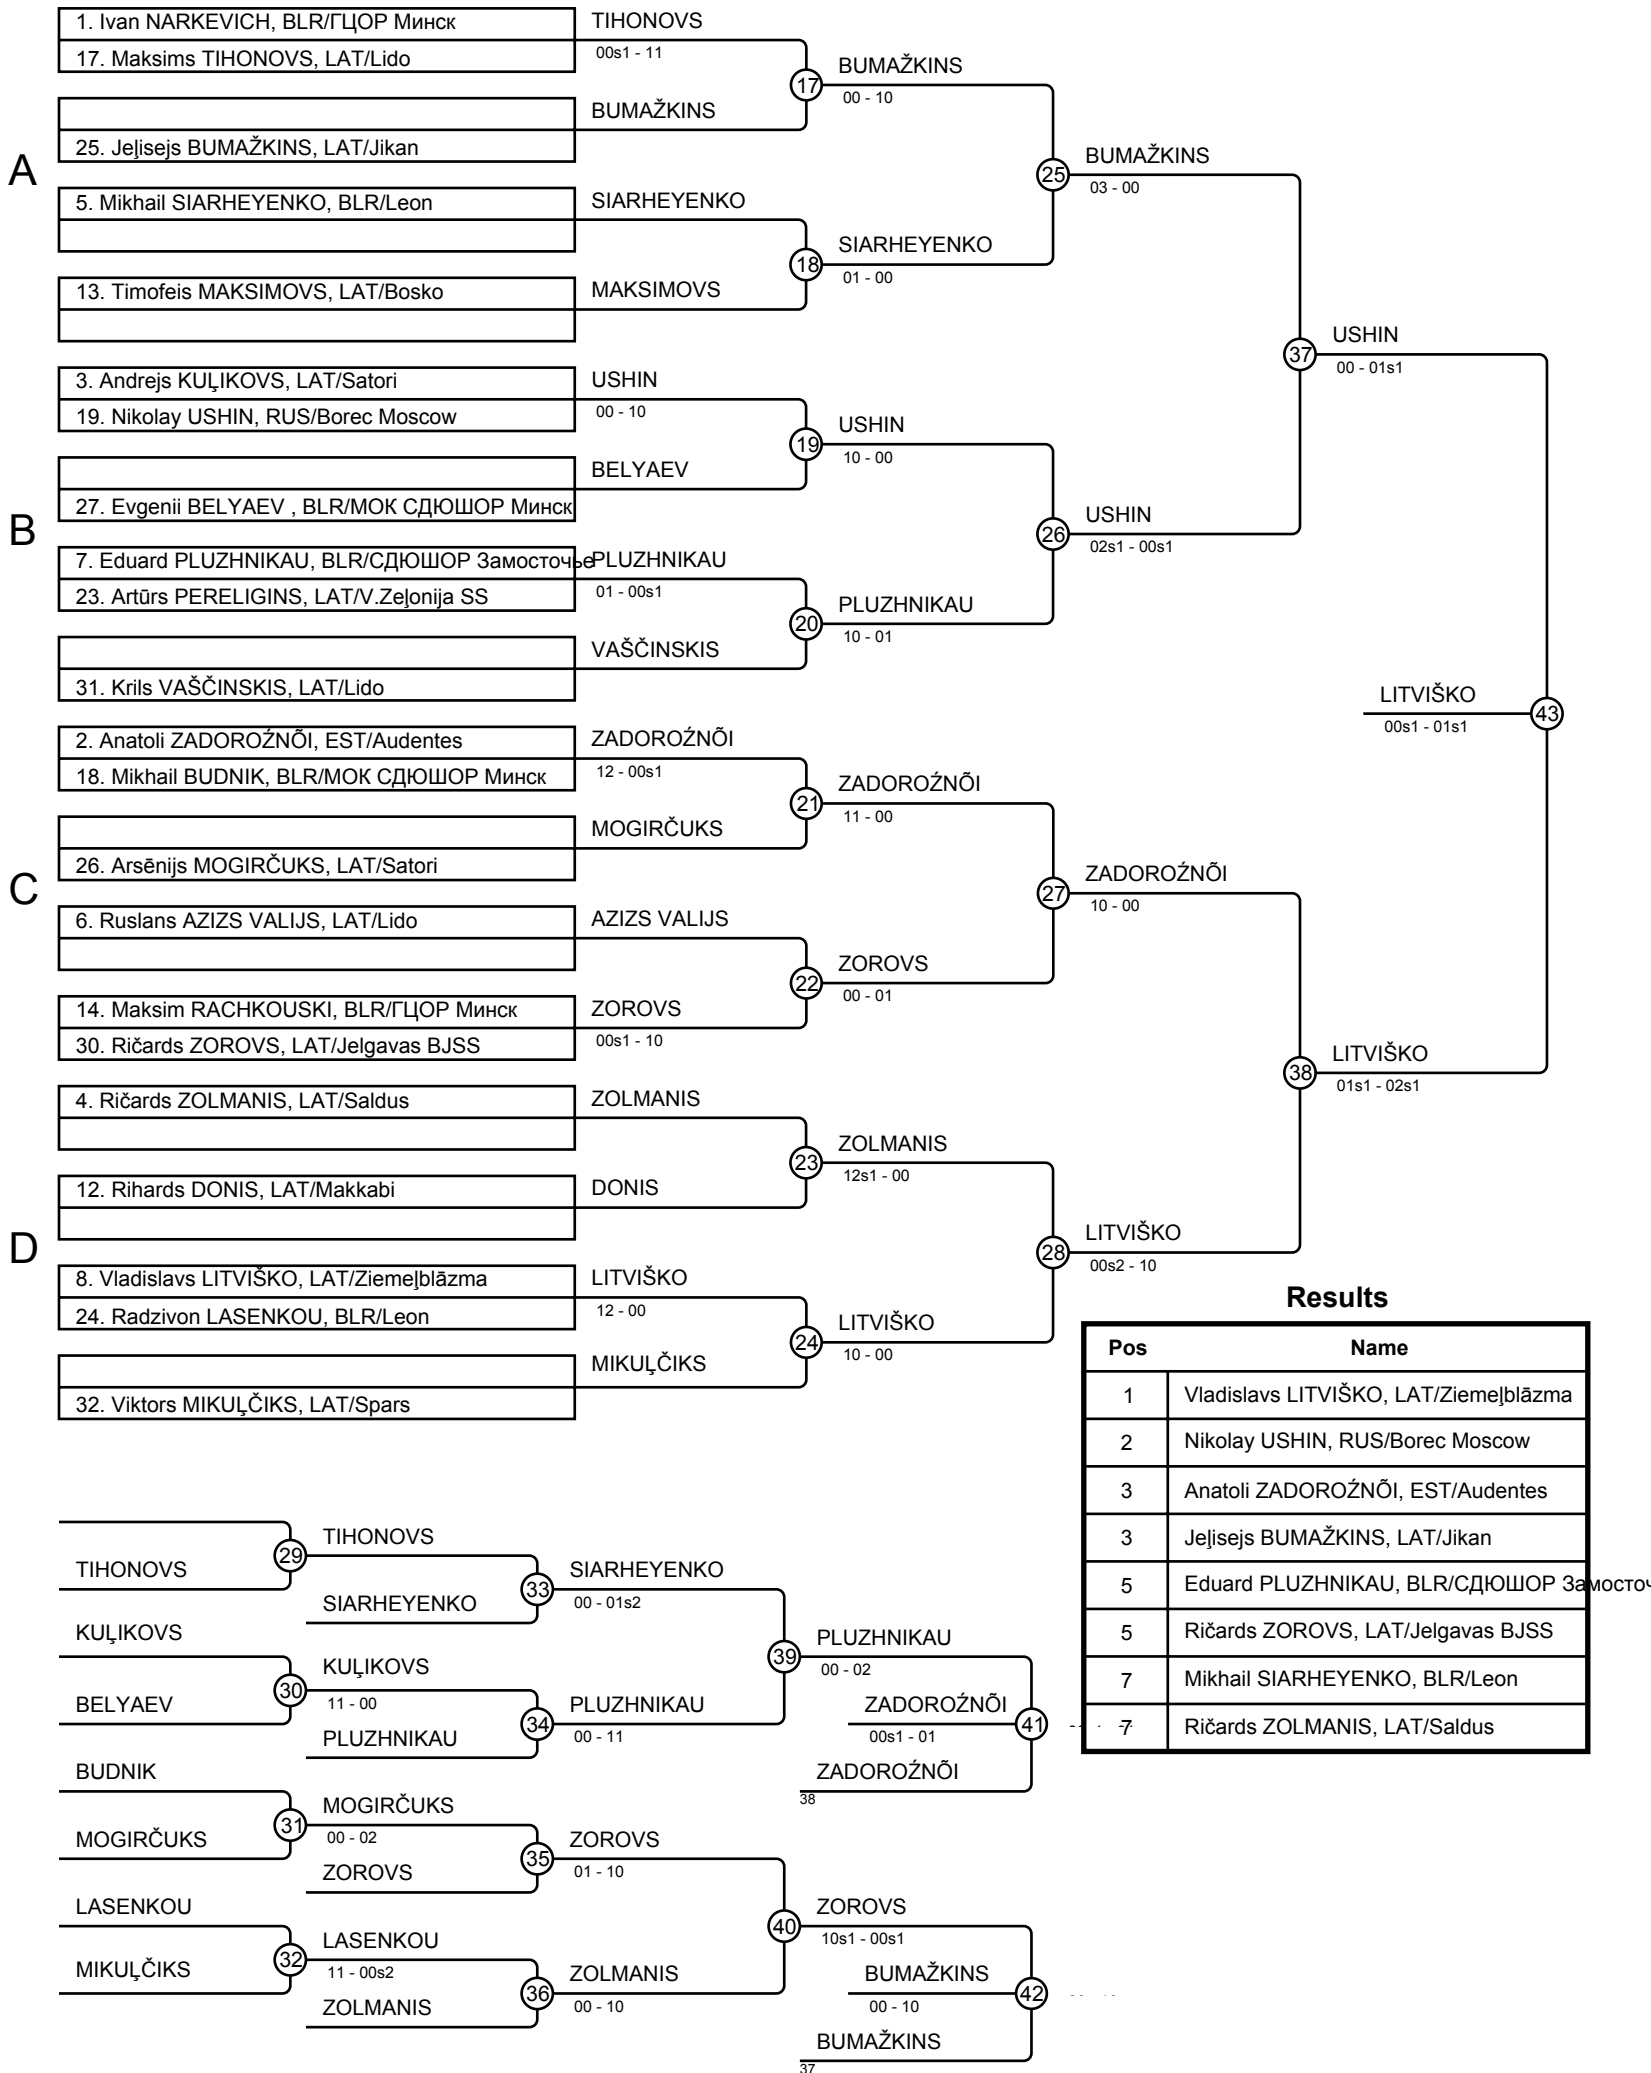 A
1. Ivan NARKEVICH, BLR/ГЦОР Минск
17. Maksims TIHONOVS, LAT/Lido
25. Jeļisejs BUMAŽKINS, LAT/Jikan
5. Mikhail SIARHEYENKO, BLR/Leon
13. Timofeis MAKSIMOVS, LAT/Bosko
B
3. Andrejs KUĻIKOVS, LAT/Satori
19. Nikolay USHIN, RUS/Borec Moscow
27. Evgenii BELYAEV , BLR/МОК СДЮШОР Минск
7. Eduard PLUZHNIKAU, BLR/СДЮШОР Замосточье
23. Artūrs PERELIGINS, LAT/V.Zeļonija SS
31. Krils VAŠČINSKIS, LAT/Lido
C
2. Anatoli ZADOROŹNÕI, EST/Audentes
18. Mikhail BUDNIK, BLR/МОК СДЮШОР Минск
26. Arsēnijs MOGIRČUKS, LAT/Satori
6. Ruslans AZIZS VALIJS, LAT/Lido
14. Maksim RACHKOUSKI, BLR/ГЦОР Минск
30. Ričards ZOROVS, LAT/Jelgavas BJSS
D
4. Ričards ZOLMANIS, LAT/Saldus
12. Rihards DONIS, LAT/Makkabi
8. Vladislavs LITVIŠKO, LAT/Ziemeļblāzma
24. Radzivon LASENKOU, BLR/Leon
32. Viktors MIKUĻČIKS, LAT/Spars
TIHONOVS
00s1 - 11
BUMAŽKINS
SIARHEYENKO
MAKSIMOVS
USHIN
00 - 10
BELYAEV
PLUZHNIKAU
01 - 00s1
VAŠČINSKIS
ZADOROŹNÕI
12 - 00s1
MOGIRČUKS
AZIZS VALIJS
ZOROVS
00s1 - 10
ZOLMANIS
DONIS
LITVIŠKO
12 - 00
MIKUĻČIKS
17
BUMAŽKINS
00 - 10
18
SIARHEYENKO
01 - 00
19
USHIN
10 - 00
20
PLUZHNIKAU
10 - 01
21
ZADOROŹNÕI
11 - 00
22
ZOROVS
00 - 01
23
ZOLMANIS
12s1 - 00
24
LITVIŠKO
10 - 00
25
BUMAŽKINS
03 - 00
26
USHIN
02s1 - 00s1
27
ZADOROŹNÕI
10 - 00
28
LITVIŠKO
00s2 - 10
37
USHIN
00 - 01s1
38
LITVIŠKO
01s1 - 02s1
LITVIŠKO
43
00s1 - 01s1
Results
Pos Name
1 Vladislavs LITVIŠKO, LAT/Ziemeļblāzma
2 Nikolay USHIN, RUS/Borec Moscow
3 Anatoli ZADOROŹNÕI, EST/Audentes
3 Jeļisejs BUMAŽKINS, LAT/Jikan
5 Eduard PLUZHNIKAU, BLR/СДЮШОР Замосточ
5 Ričards ZOROVS, LAT/Jelgavas BJSS
7 Mikhail SIARHEYENKO, BLR/Leon
7 Ričards ZOLMANIS, LAT/Saldus
TIHONOVS
KUĻIKOVS
BELYAEV
BUDNIK
MOGIRČUKS
LASENKOU
MIKUĻČIKS
29
TIHONOVS
SIARHEYENKO
30
KUĻIKOVS
11 - 00
PLUZHNIKAU
31
MOGIRČUKS
00 - 02
ZOROVS
32
LASENKOU
11 - 00s2
ZOLMANIS
33
SIARHEYENKO
00 - 01s2
34
PLUZHNIKAU
00 - 11
35
ZOROVS
01 - 10
36
ZOLMANIS
00 - 10
39
PLUZHNIKAU
00 - 02
ZADOROŹNÕI
41
00s1 - 01
ZADOROŹNÕI
38
40
ZOROVS
10s1 - 00s1
BUMAŽKINS
42
00 - 10
BUMAŽKINS
37